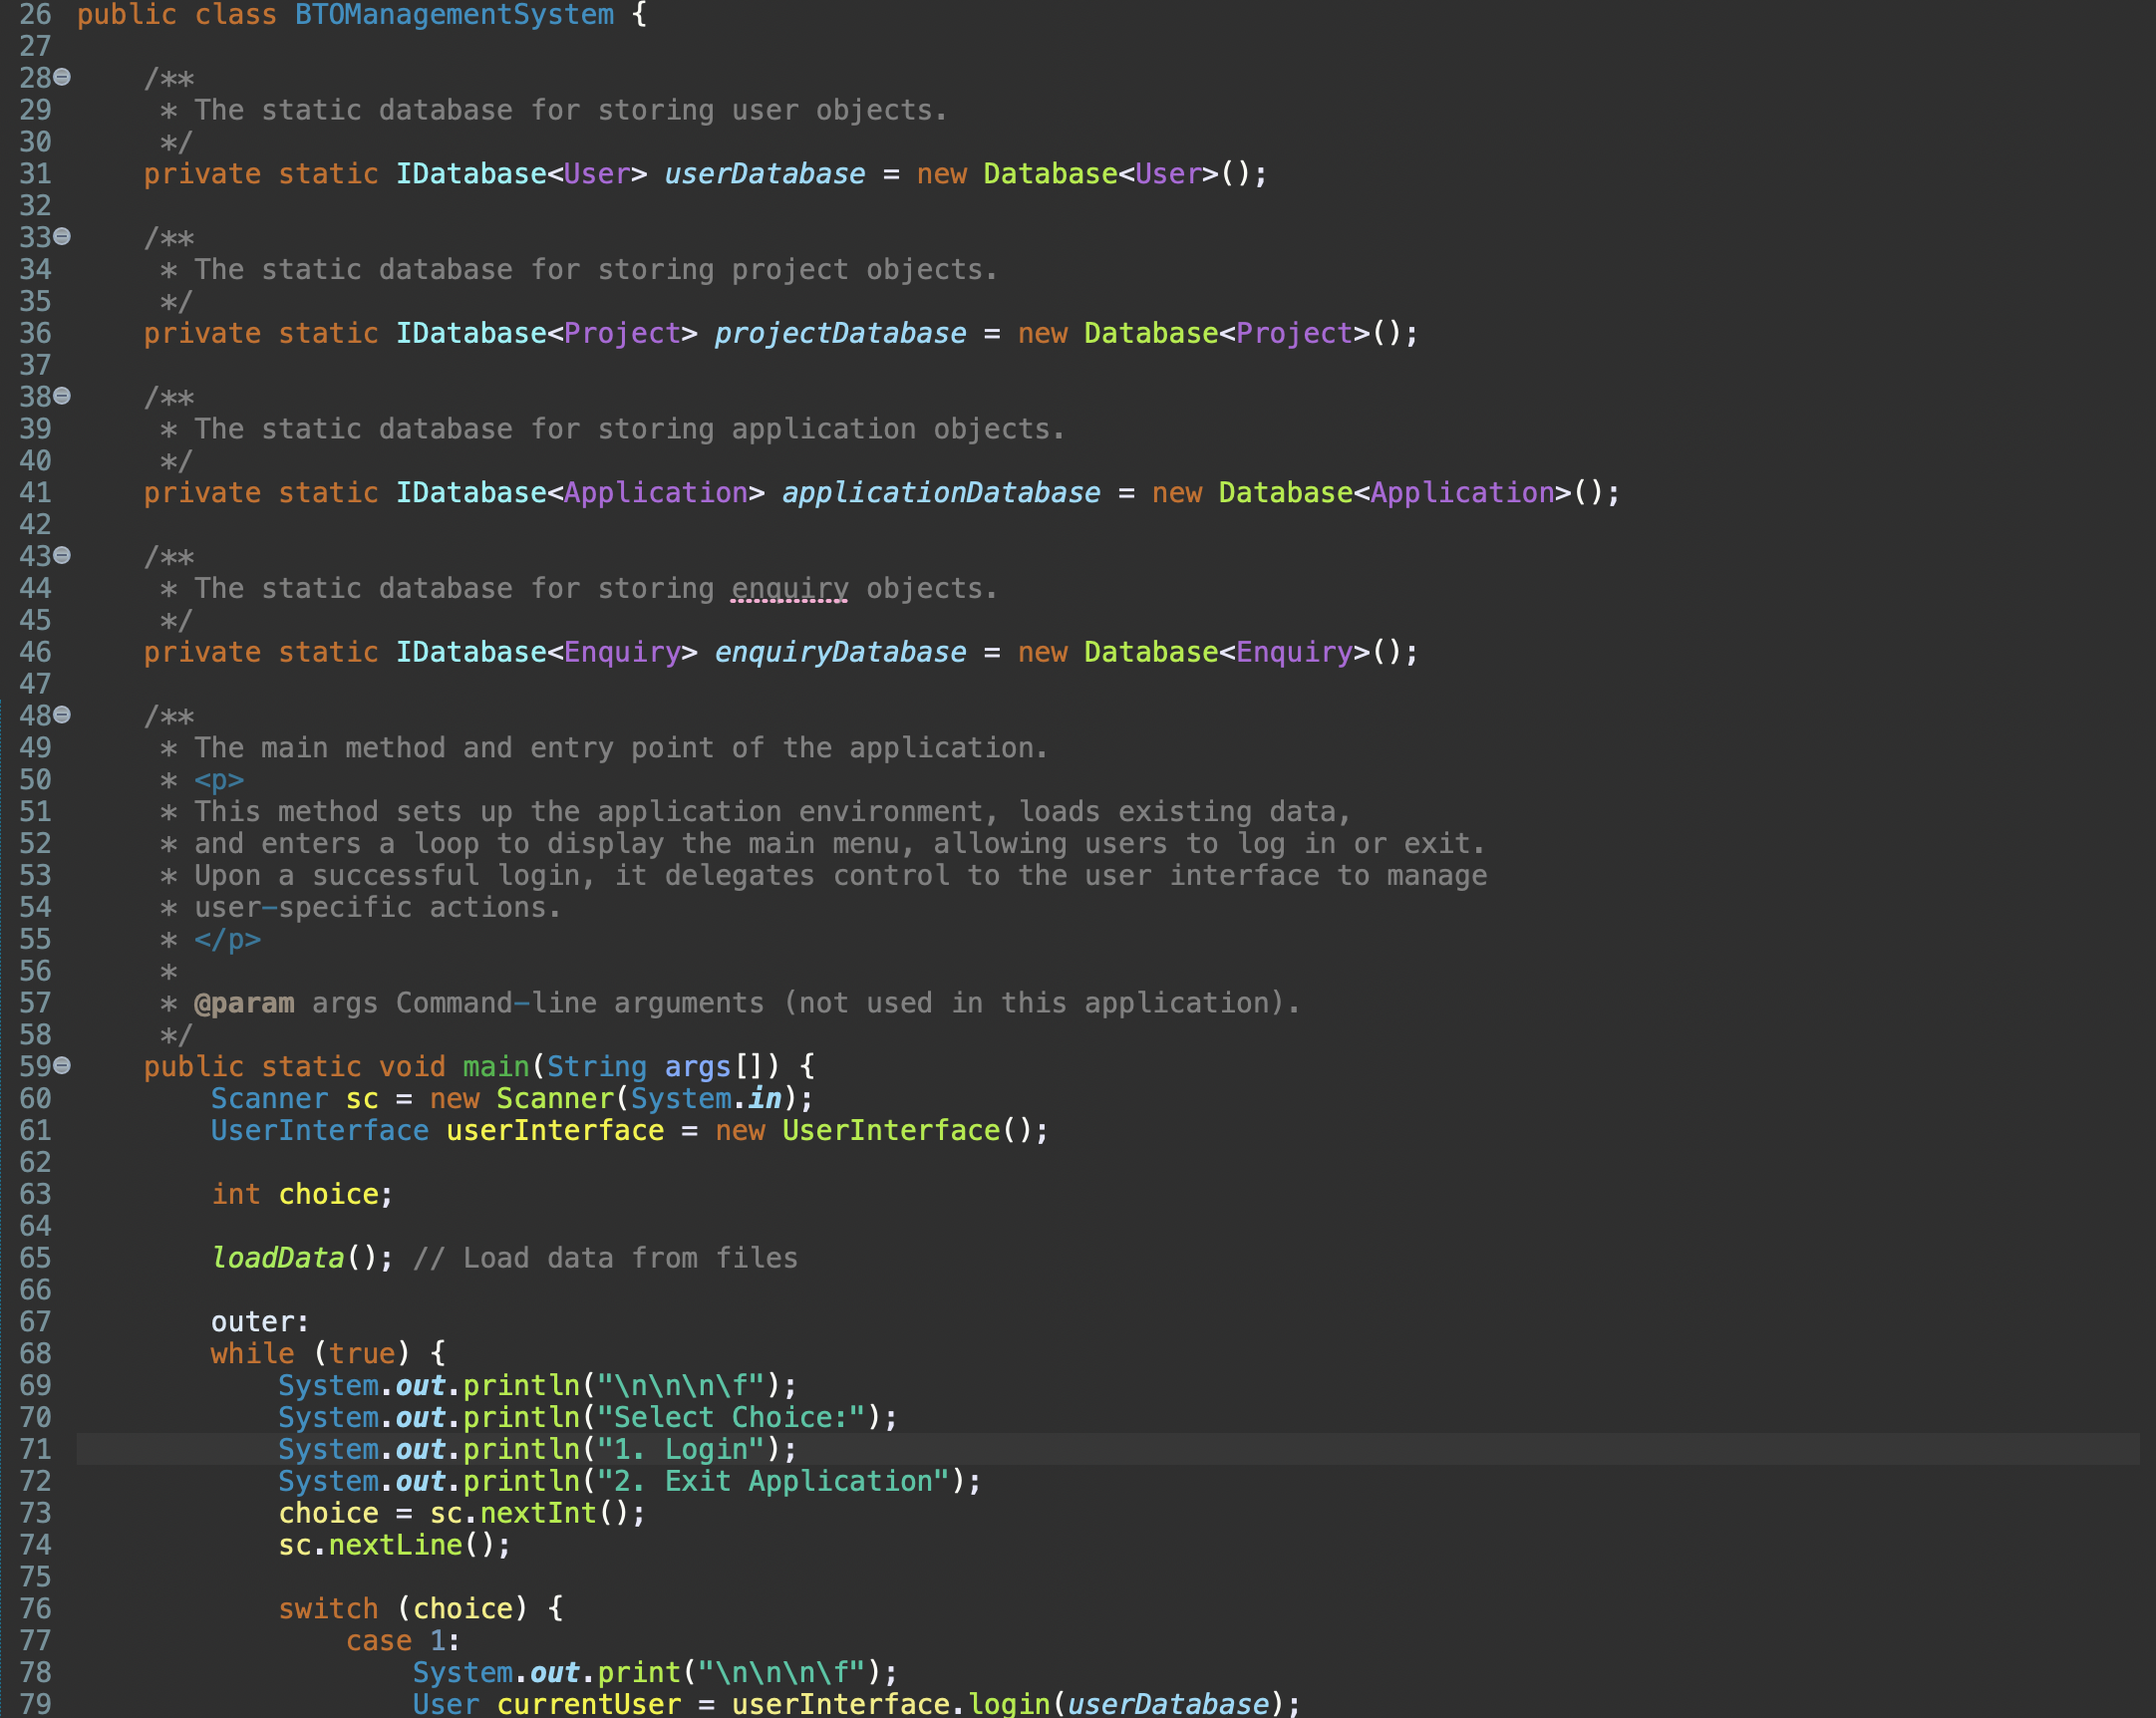 26 public class BTOManagementSystem {
27
28 /**
29 * The static database for storing user objects.
30 */
31 private static IDatabase<User> userDatabase = new Database<User>();
32
33 /**
34 * The static database for storing project objects.
35 */
36 private static IDatabase<Project> projectDatabase = new Database<Project>();
37
38 /**
39 * The static database for storing application objects.
40 */
41 private static IDatabase<Application> applicationDatabase = new Database<Application>();
42
43 /**
44 * The static database for storing enquiry objects.
45 */
46 private static IDatabase<Enquiry> enquiryDatabase = new Database<Enquiry>();
47
48 /**
49 * The main method and entry point of the application.
50 * <p>
51 * This method sets up the application environment, loads existing data,
52 * and enters a loop to display the main menu, allowing users to log in or exit.
53 * Upon a successful login, it delegates control to the user interface to manage
54 * user-specific actions.
55 * </p>
56 *
57 * @param args Command-line arguments (not used in this application).
58 */
59 public static void main(String args[]) {
60 Scanner sc = new Scanner(System.in);
61 UserInterface userInterface = new UserInterface();
62
63 int choice;
64
65 loadData(); // Load data from files
66
67 outer:
68 while (true) {
69 System.out.println("\n\n\n\f");
70 System.out.println("Select Choice:");
71 System.out.println("1. Login");
72 System.out.println("2. Exit Application");
73 choice = sc.nextInt();
74 sc.nextLine();
75
76 switch (choice) {
77 case 1:
78 System.out.print("\n\n\n\f");
79 User currentUser = userInterface.login(userDatabase);